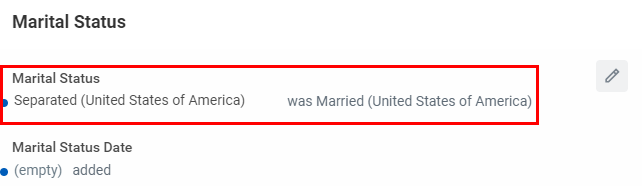 Marital Status
Marital Status
Separated (United States of America) was Married (United States of America)
Marital Status Date
(empty) added